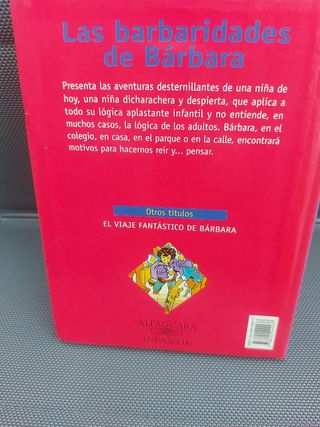 Las barbaridades
de Bárbara
Presenta las aventuras desternillantes de una niña de
hoy, una niña dicharachera y despierta, que aplica a
todo su lógica aplastante infantil y no entiende, en
muchos casos, la lógica de los adultos. Bárbara, en el
colegio, en casa, en el parque o en la calle, encontrará
motivos para hacernos reir y... pensar.
Otros títulos
EL VIAJE FANTÁSTICO DE BÁRBARA
ALFAGUARA
INFANTIL